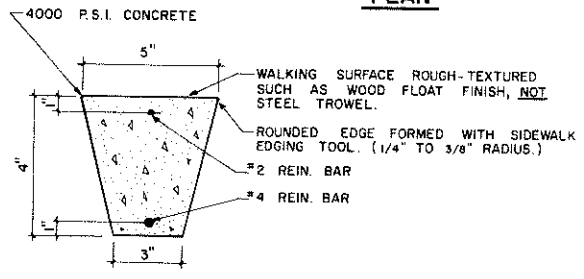 PLAN
4000 P.S.I. CONCRETE
5"
WALKING SURFACE ROUGH-TEXTURED
SUCH AS WOOD FLOAT FINISH, NOT
STEEL TROWEL.
1"
ROUNDED EDGE FORMED WITH SIDEWALK
EDGING TOOL. (1/4" TO 3/8" RADIUS.)
4"
#2 REIN. BAR
#4 REIN. BAR
1"
3"